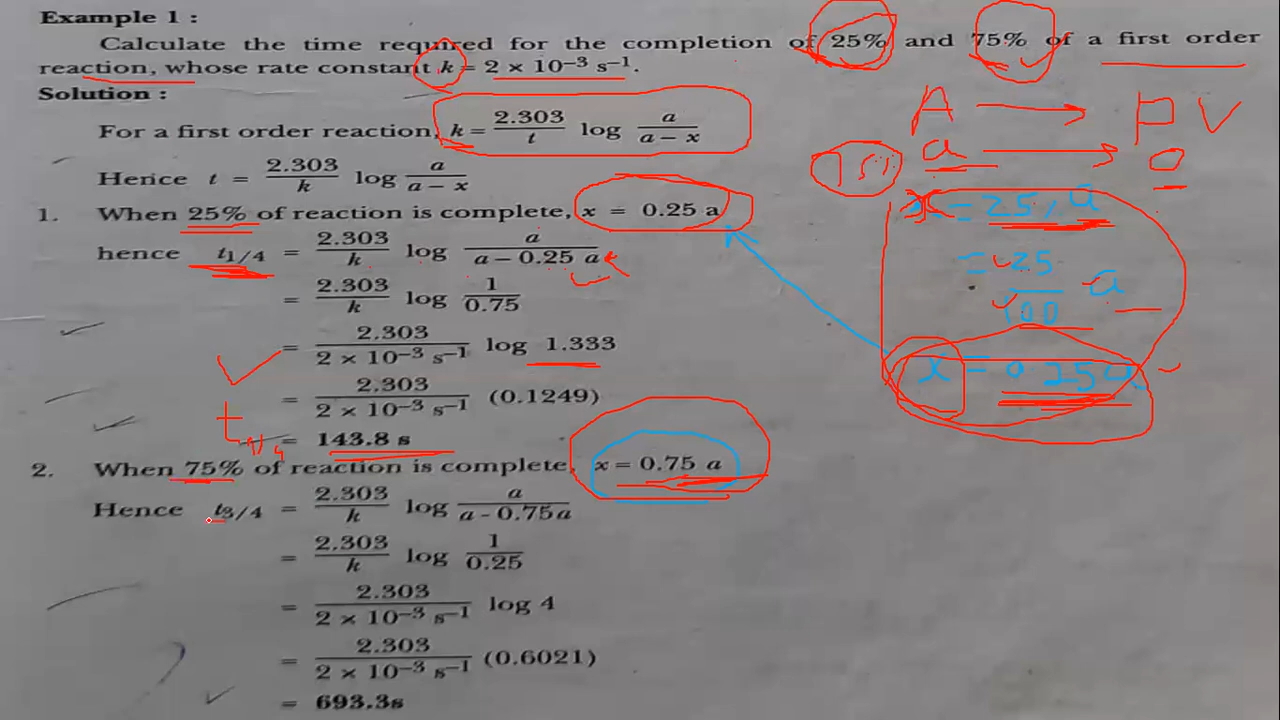 Example 1 :
Calculate the time required for the completion of 25% and 75% of a first order
reaction, whose rate constant k = 2 × 10⁻³ s⁻¹.
Solution :
For a first order reaction, k = 2.303/t log a/(a – x)
Hence t = 2.303/k log a/(a – x)
1. When 25% of reaction is complete, x = 0.25 a
hence t1/4 = 2.303/k log a/(a – 0.25 a)
= 2.303/k log 1/0.75
= 2.303/(2 × 10⁻³ s⁻¹) log 1.333
= 2.303/(2 × 10⁻³ s⁻¹) (0.1249)
t1/4 = 143.8 s
2. When 75% of reaction is complete, x = 0.75 a
Hence t3/4 = 2.303/k log a/(a - 0.75a)
= 2.303/k log 1/0.25
= 2.303/(2 × 10⁻³ s⁻¹) log 4
= 2.303/(2 × 10⁻³ s⁻¹) (0.6021)
= 693.3s
A → P
a → 0
x = 25% a
= 25/100 a
x = 0.25a